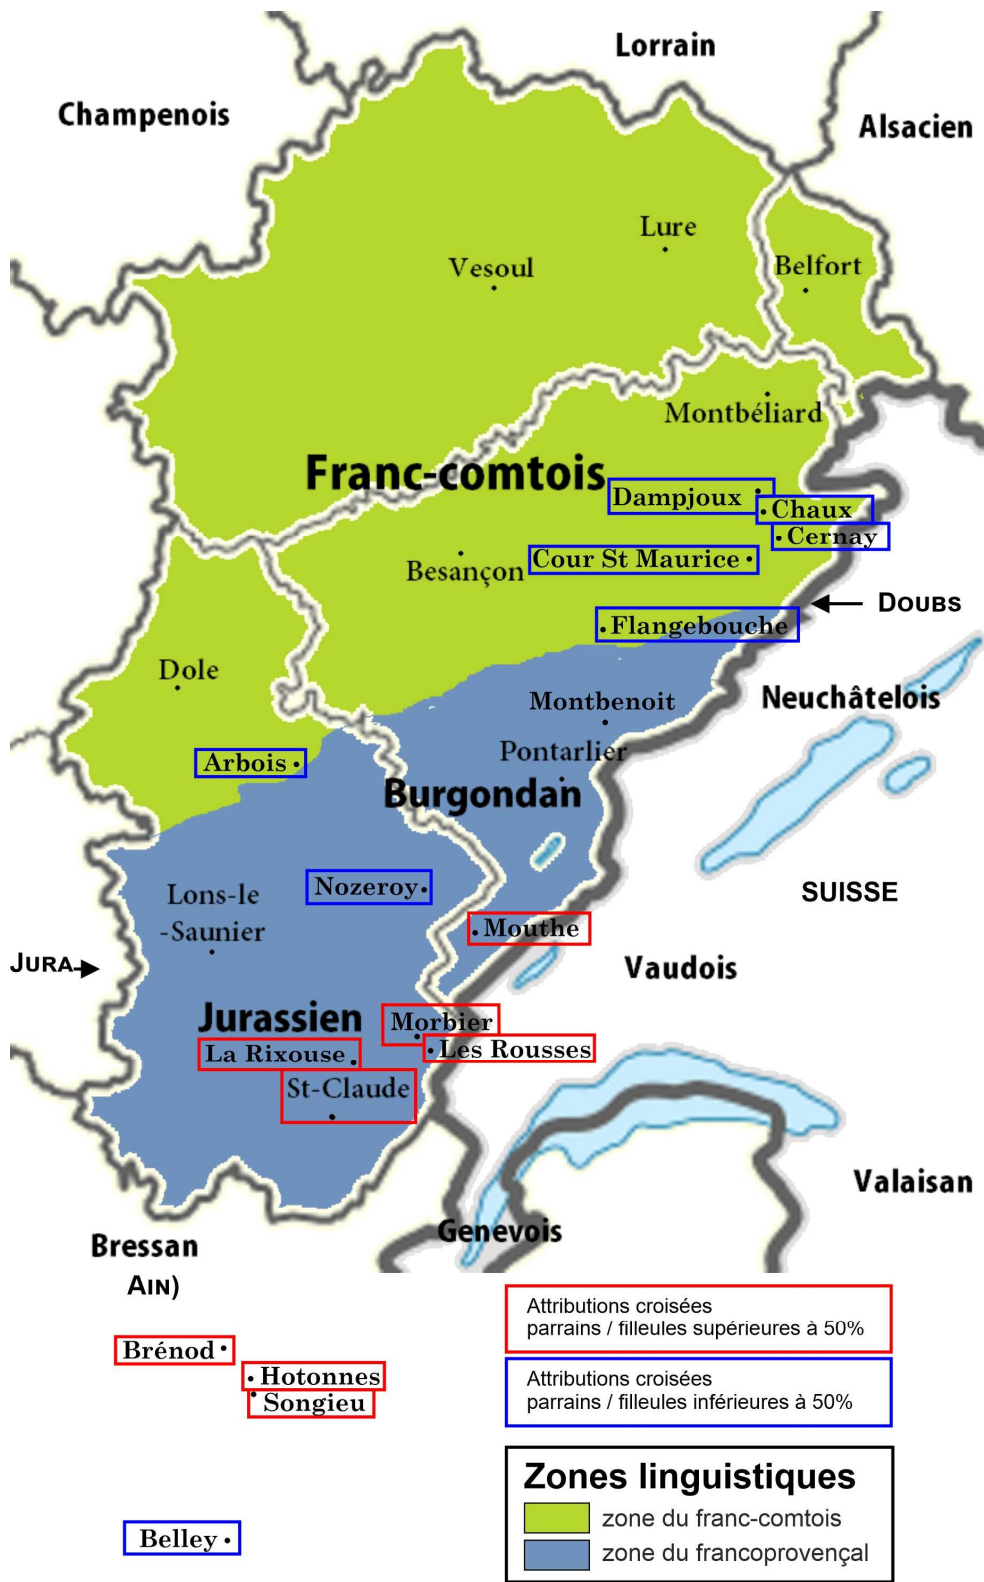 Lorrain
Champenois
Alsacien
Lure
Vesoul
Belfort
Montbéliard
Franc-comtois
Dampjoux
Chaux
Cernay
Cour St Maurice
Besançon
DOUBS
Flangebouche
Dole
Neuchâtelois
Montbenoit
Pontarlier
Arbois
Burgondan
Nozeroy
SUISSE
Lons-le
-Saunier
Mouthe
JURA
Vaudois
Jurassien
Morbier
Les Rousses
La Rixouse
St-Claude
Valaisan
Genevois
Bressan
AIN)
Attributions croisées
parrains / filleules supérieures à 50%
Brénod
Hotonnes
Songieu
Attributions croisées
parrains / filleules inférieures à 50%
Zones linguistiques
zone du franc-comtois
zone du francoprovençal
Belley